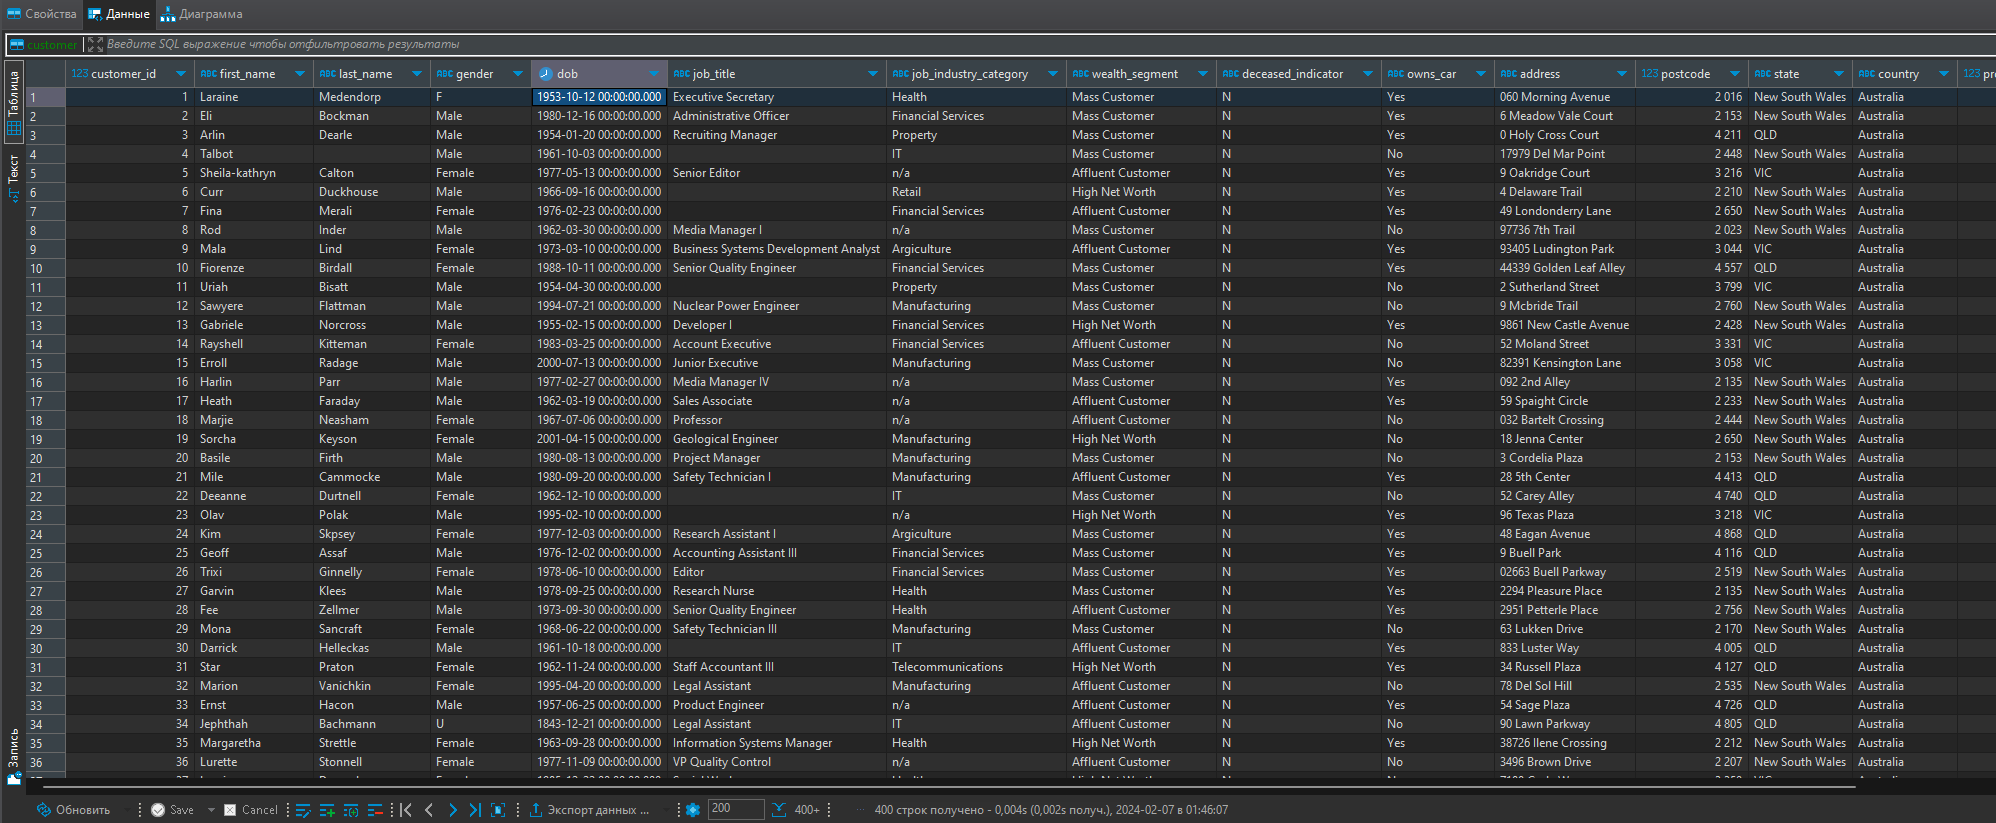 Свойства Данные Диаграмма
customer Введите SQL выражение чтобы отфильтровать результаты
Таблица
Текст
Запись
123 customer_id ABC first_name ABC last_name ABC gender dob ABC job_title ABC job_industry_category ABC wealth_segment ABC deceased_indicator ABC owns_car ABC address 123 postcode ABC state ABC country 123 pr
1 1 Laraine Medendorp F 1953-10-12 00:00:00.000 Executive Secretary Health Mass Customer N Yes 060 Morning Avenue 2 016 New South Wales Australia
2 2 Eli Bockman Male 1980-12-16 00:00:00.000 Administrative Officer Financial Services Mass Customer N Yes 6 Meadow Vale Court 2 153 New South Wales Australia
3 3 Arlin Dearle Male 1954-01-20 00:00:00.000 Recruiting Manager Property Mass Customer N Yes 0 Holy Cross Court 4 211 QLD Australia
4 4 Talbot Male 1961-10-03 00:00:00.000 IT Mass Customer N No 17979 Del Mar Point 2 448 New South Wales Australia
5 5 Sheila-kathryn Calton Female 1977-05-13 00:00:00.000 Senior Editor n/a Affluent Customer N Yes 9 Oakridge Court 3 216 VIC Australia
6 6 Curr Duckhouse Male 1966-09-16 00:00:00.000 Retail High Net Worth N Yes 4 Delaware Trail 2 210 New South Wales Australia
7 7 Fina Merali Female 1976-02-23 00:00:00.000 Financial Services Affluent Customer N Yes 49 Londonderry Lane 2 650 New South Wales Australia
8 8 Rod Inder Male 1962-03-30 00:00:00.000 Media Manager I n/a Mass Customer N No 97736 7th Trail 2 023 New South Wales Australia
9 9 Mala Lind Female 1973-03-10 00:00:00.000 Business Systems Development Analyst Argiculture Affluent Customer N Yes 93405 Ludington Park 3 044 VIC Australia
10 10 Fiorenze Birdall Female 1988-10-11 00:00:00.000 Senior Quality Engineer Financial Services Mass Customer N Yes 44339 Golden Leaf Alley 4 557 QLD Australia
11 11 Uriah Bisatt Male 1954-04-30 00:00:00.000 Property Mass Customer N No 2 Sutherland Street 3 799 VIC Australia
12 12 Sawyere Flattman Male 1994-07-21 00:00:00.000 Nuclear Power Engineer Manufacturing Mass Customer N No 9 Mcbride Trail 2 760 New South Wales Australia
13 13 Gabriele Norcross Male 1955-02-15 00:00:00.000 Developer I Financial Services High Net Worth N Yes 9861 New Castle Avenue 2 428 New South Wales Australia
14 14 Rayshell Kitteman Female 1983-03-25 00:00:00.000 Account Executive Financial Services Affluent Customer N No 52 Moland Street 3 331 VIC Australia
15 15 Erroll Radage Male 2000-07-13 00:00:00.000 Junior Executive Manufacturing Mass Customer N No 82391 Kensington Lane 3 058 VIC Australia
16 16 Harlin Parr Male 1977-02-27 00:00:00.000 Media Manager IV n/a Mass Customer N Yes 092 2nd Alley 2 135 New South Wales Australia
17 17 Heath Faraday Male 1962-03-19 00:00:00.000 Sales Associate n/a Affluent Customer N Yes 59 Spaight Circle 2 233 New South Wales Australia
18 18 Marjie Neasham Female 1967-07-06 00:00:00.000 Professor n/a Affluent Customer N No 032 Bartelt Crossing 2 444 New South Wales Australia
19 19 Sorcha Keyson Female 2001-04-15 00:00:00.000 Geological Engineer Manufacturing High Net Worth N No 18 Jenna Center 2 650 New South Wales Australia
20 20 Basile Firth Male 1980-08-13 00:00:00.000 Project Manager Manufacturing Mass Customer N No 3 Cordelia Plaza 2 153 New South Wales Australia
21 21 Mile Cammocke Male 1980-09-20 00:00:00.000 Safety Technician I Manufacturing Affluent Customer N Yes 28 5th Center 4 413 QLD Australia
22 22 Deeanne Durtnell Female 1962-12-10 00:00:00.000 IT Mass Customer N No 52 Carey Alley 4 740 QLD Australia
23 23 Olav Polak Male 1995-02-10 00:00:00.000 n/a High Net Worth N Yes 96 Texas Plaza 3 218 VIC Australia
24 24 Kim Skpsey Female 1977-12-03 00:00:00.000 Research Assistant I Argiculture Mass Customer N Yes 48 Eagan Avenue 4 868 QLD Australia
25 25 Geoff Assaf Male 1976-12-02 00:00:00.000 Accounting Assistant III Financial Services Mass Customer N Yes 9 Buell Park 4 116 QLD Australia
26 26 Trixi Ginnelly Female 1978-06-10 00:00:00.000 Editor Financial Services Mass Customer N Yes 02663 Buell Parkway 2 519 New South Wales Australia
27 27 Garvin Klees Male 1978-09-25 00:00:00.000 Research Nurse Health Mass Customer N Yes 2294 Pleasure Place 2 135 New South Wales Australia
28 28 Fee Zellmer Male 1973-09-30 00:00:00.000 Senior Quality Engineer Health Affluent Customer N Yes 2951 Petterle Place 2 756 New South Wales Australia
29 29 Mona Sancraft Female 1968-06-22 00:00:00.000 Safety Technician III Manufacturing Mass Customer N No 63 Lukken Drive 2 170 New South Wales Australia
30 30 Darrick Helleckas Male 1961-10-18 00:00:00.000 IT Affluent Customer N Yes 833 Luster Way 4 005 QLD Australia
31 31 Star Praton Female 1962-11-24 00:00:00.000 Staff Accountant III Telecommunications High Net Worth N Yes 34 Russell Plaza 4 127 QLD Australia
32 32 Marion Vanichkin Female 1995-04-20 00:00:00.000 Legal Assistant Manufacturing Affluent Customer N No 78 Del Sol Hill 2 535 New South Wales Australia
33 33 Ernst Hacon Male 1957-06-25 00:00:00.000 Product Engineer n/a Affluent Customer N Yes 54 Sage Plaza 4 726 QLD Australia
34 34 Jephthah Bachmann U 1843-12-21 00:00:00.000 Legal Assistant IT Affluent Customer N No 90 Lawn Parkway 4 805 QLD Australia
35 35 Margaretha Strettle Female 1963-09-28 00:00:00.000 Information Systems Manager Health High Net Worth N Yes 38726 Ilene Crossing 2 212 New South Wales Australia
36 36 Lurette Stonnell Female 1977-11-09 00:00:00.000 VP Quality Control n/a Affluent Customer N No 3496 Brown Drive 2 207 New South Wales Australia
Обновить Save Cancel Экспорт данных ... 200 400+ 400 строк получено - 0,004s (0,002s получ.), 2024-02-07 в 01:46:07